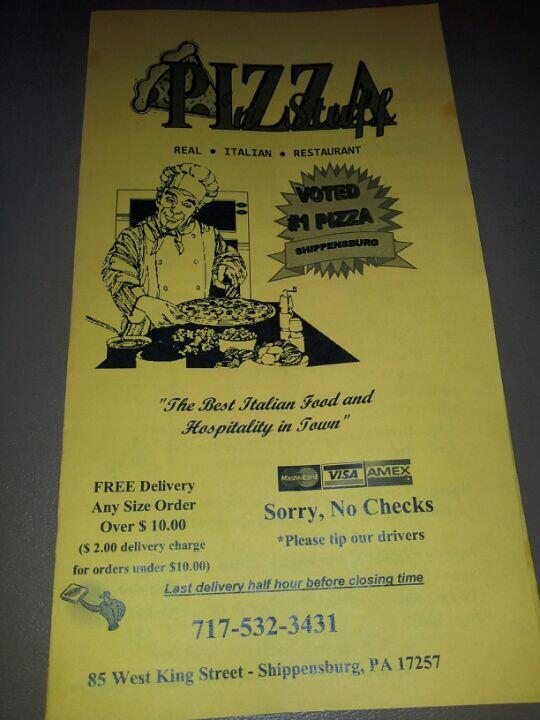 PIZZA
'n Stuff
REAL • ITALIAN • RESTAURANT
VOTED
#1 PIZZA
SHIPPENSBURG
"The Best Italian Food and
Hospitality in Town"
MasterCard VISA AMEX
FREE Delivery
Any Size Order
Over $ 10.00
($ 2.00 delivery charge
for orders under $10.00)
Sorry, No Checks
*Please tip our drivers
Last delivery half hour before closing time
717-532-3431
85 West King Street - Shippensburg, PA 17257